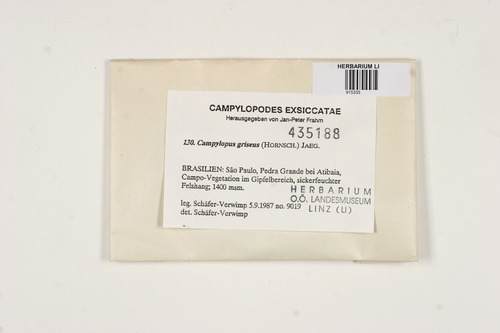 HERBARIUM LI
915335
CAMPYLOPODES EXSICCATAE
Herausgegeben von Jan-Peter Frahm
435188
120. Campylopus griseus (HORNSCH.) JAEG.
BRASILIEN: São Paulo, Pedra Grande bei Atibaia,
Campo-Vegetation im Gipfelbereich, sickerfeuchter
Felshang; 1400 msm.
HERBARIUM
O.Ö. LANDESMUSEUM
LINZ (LI)
leg. Schäfer-Verwimp 5.9.1987 no. 9019
det. Schäfer-Verwimp